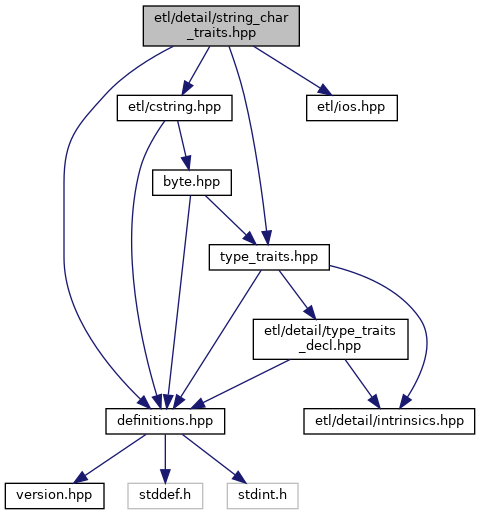 etl/detail/string_char
_traits.hpp
etl/cstring.hpp
etl/ios.hpp
byte.hpp
type_traits.hpp
etl/detail/type_traits
_decl.hpp
definitions.hpp
etl/detail/intrinsics.hpp
version.hpp
stddef.h
stdint.h